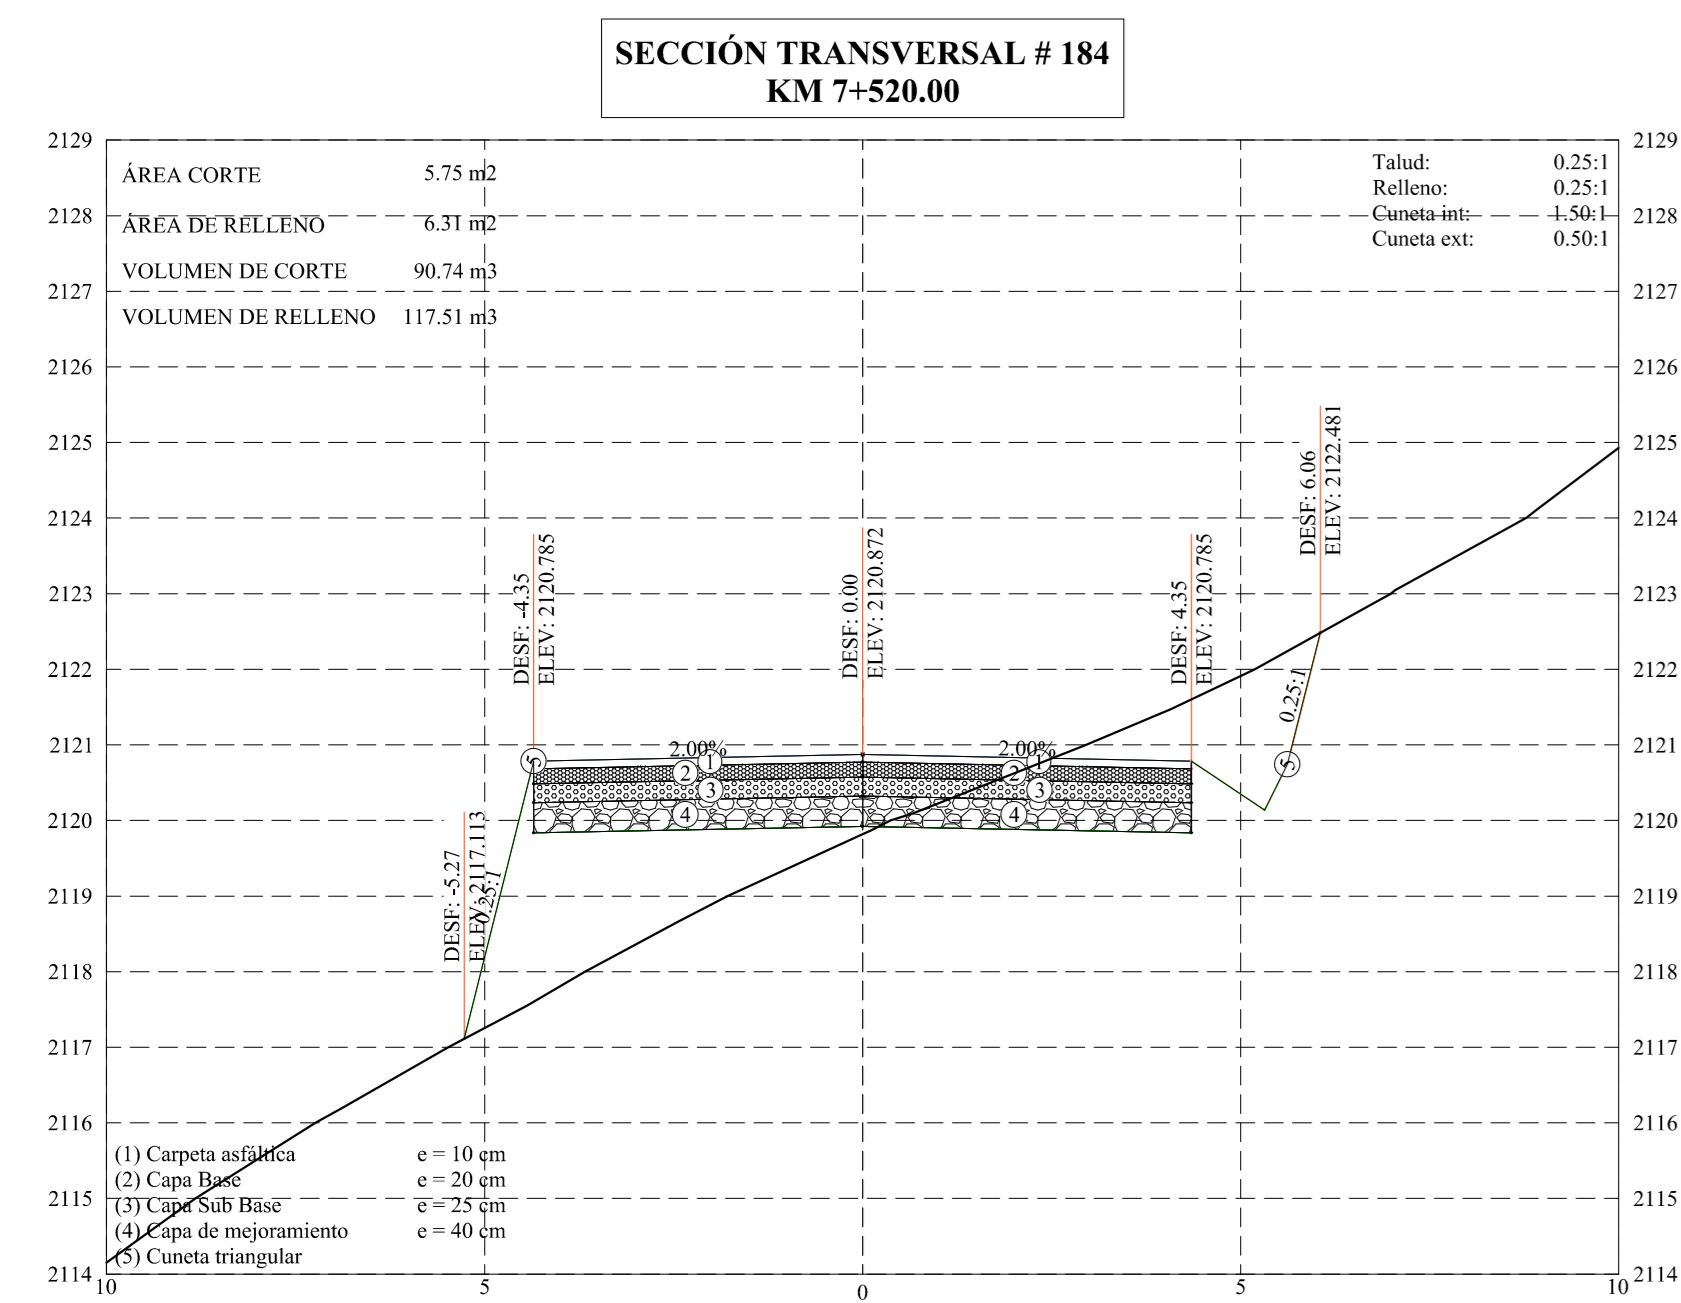 SECCIÓN TRANSVERSAL # 184
KM 7+520.00
2129 2129
ÁREA CORTE 5.75 m2
Talud: 0.25:1
Relleno: 0.25:1
2128 Cuneta int: 1.50:1 2128
ÁREA DE RELLENO 6.31 m2
Cuneta ext: 0.50:1
VOLUMEN DE CORTE 90.74 m3
2127 2127
VOLUMEN DE RELLENO 117.51 m3
2126 2126
2125 2125
DESF: 6.06
ELEV: 2122.481
2124 2124
DESF: -4.35
ELEV: 2120.785
DESF: 0.00
ELEV: 2120.872
DESF: 4.35
ELEV: 2120.785
2123 2123
2122 2122
0.25:1
2121 2121
2.00% 2.00%
5 1 1 5
2 2
3 3
4 4
2120 2120
DESF: -5.27
ELEV: 2117.113
0.25:1
2119 2119
2118 2118
2117 2117
2116 2116
(1) Carpeta asfáltica e = 10 cm
(2) Capa Base e = 20 cm
2115 2115
(3) Capa Sub Base e = 25 cm
(4) Capa de mejoramiento e = 40 cm
(5) Cuneta triangular
2114 2114
10 5 0 5 10